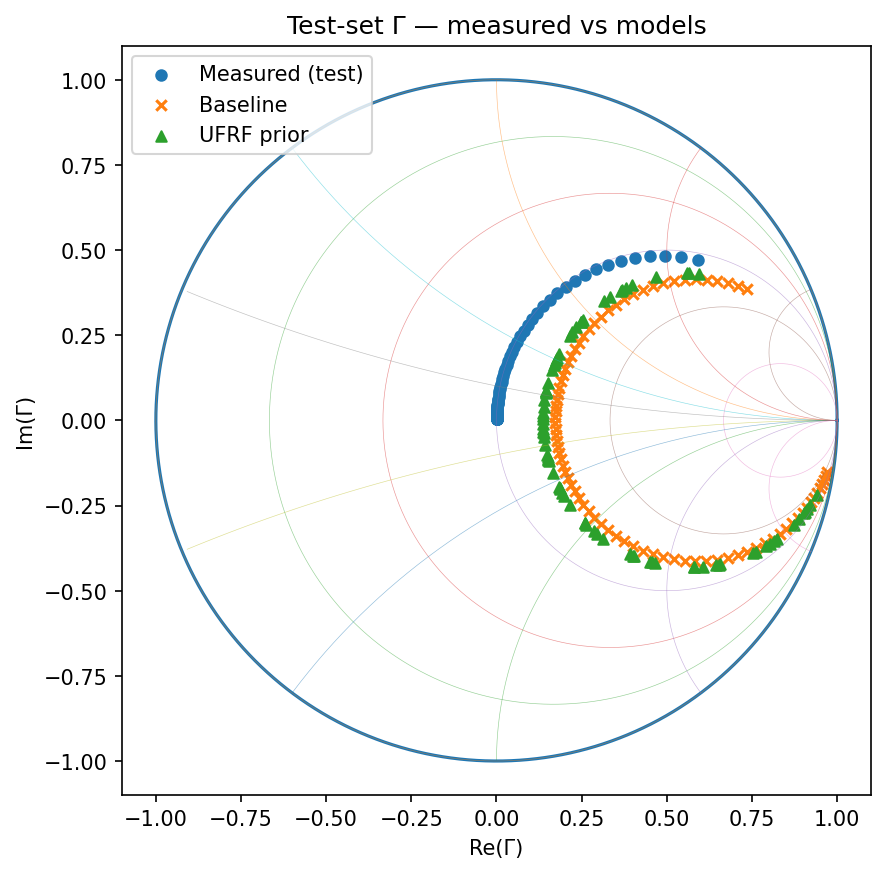 Test-set Γ — measured vs models
Measured (test)
Baseline
UFRF prior
Im(Γ)
1.00
0.75
0.50
0.25
0.00
−0.25
−0.50
−0.75
−1.00
−1.00 −0.75 −0.50 −0.25 0.00 0.25 0.50 0.75 1.00
Re(Γ)